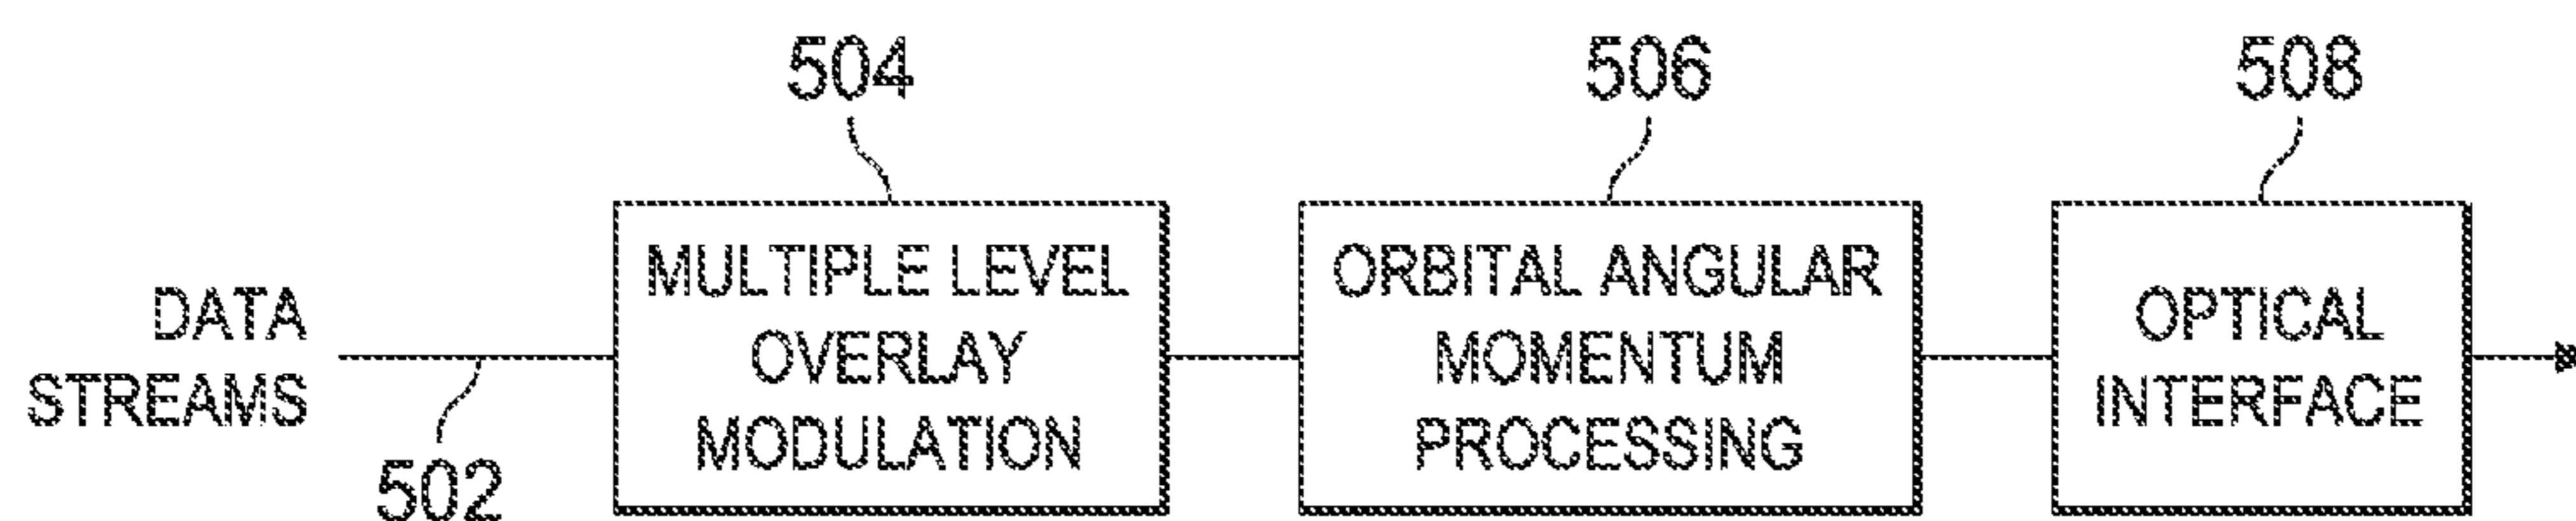 504
506
508
DATA
STREAMS
502
MULTIPLE LEVEL
OVERLAY
MODULATION
ORBITAL ANGULAR
MOMENTUM
PROCESSING
OPTICAL
INTERFACE